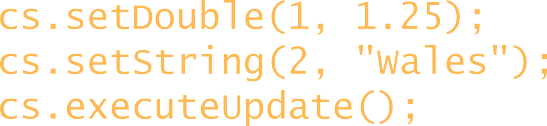 cs.setDouble(1, 1.25);
cs.setString(2, "Wales");
cs.executeUpdate();